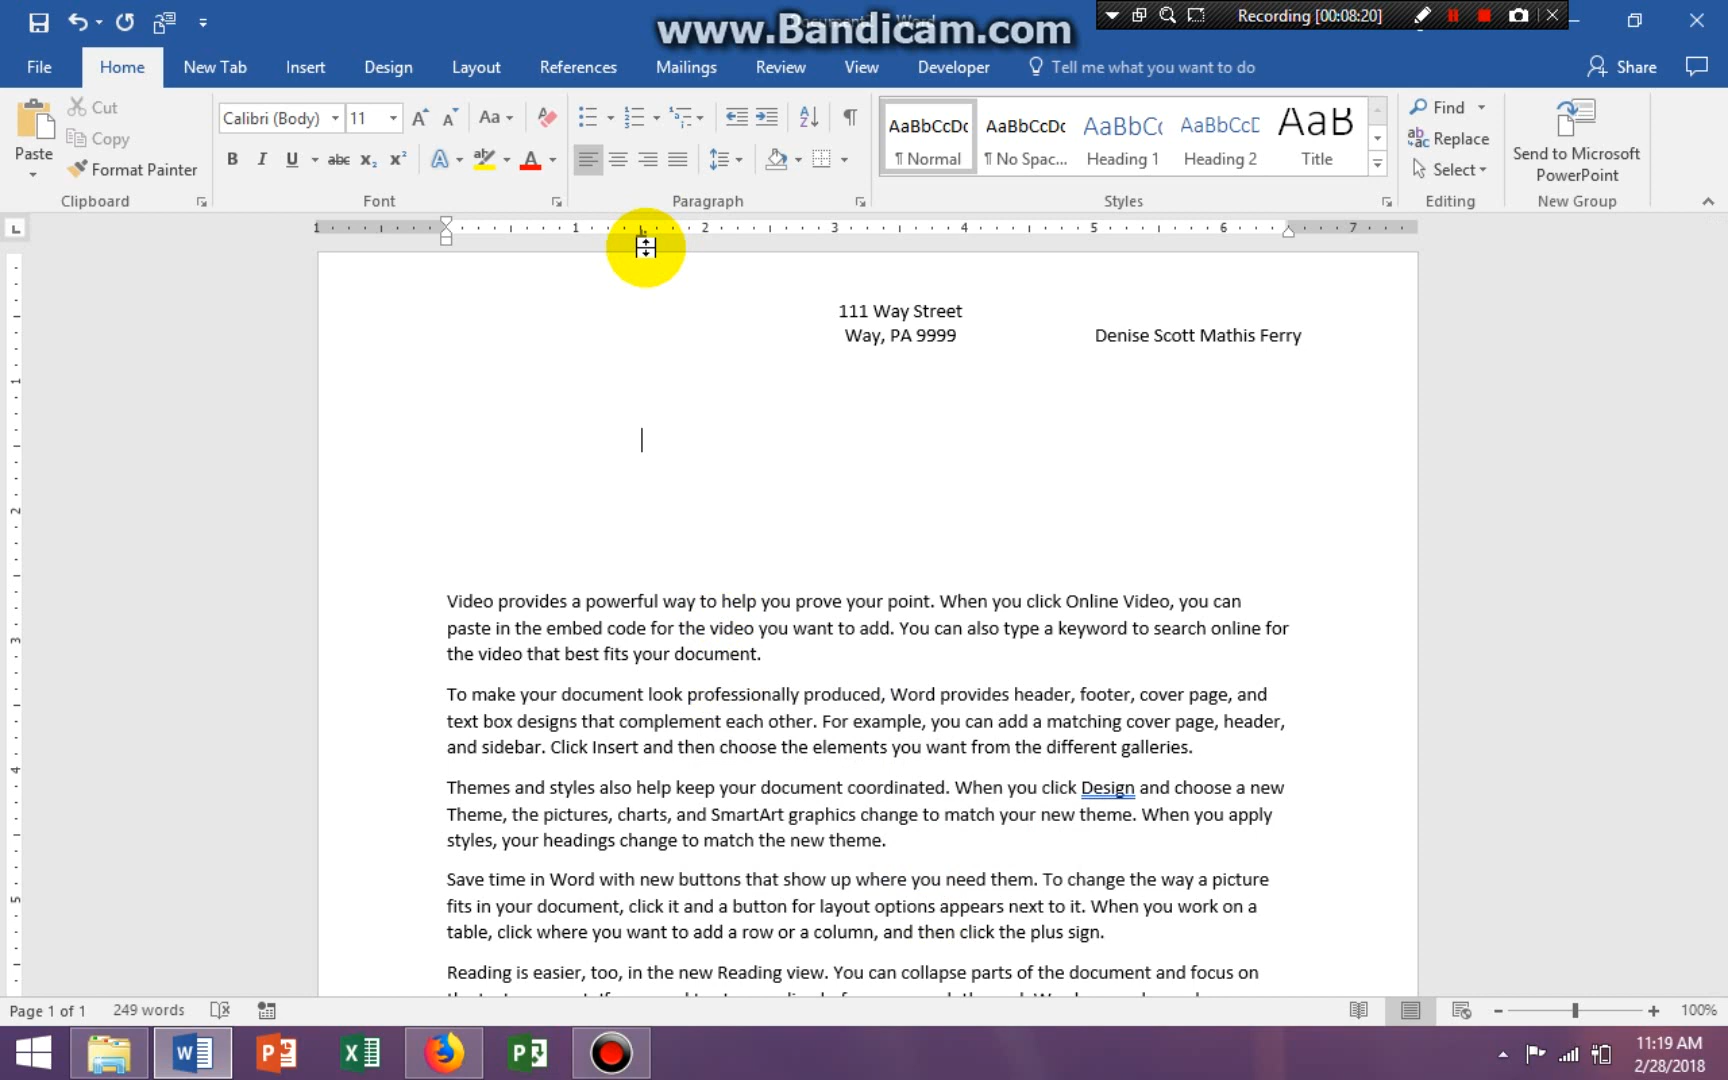 www.Bandicam.com
Recording [00:08:20]
File Home New Tab Insert Design Layout References Mailings Review View Developer Tell me what you want to do Share
Paste
Cut
Copy
Format Painter
Clipboard
Calibri (Body) 11
Font
Paragraph
AaBbCcDc AaBbCcDc AaBbCc AaBbCcD AaB
¶ Normal ¶ No Spac... Heading 1 Heading 2 Title
Styles
Find
Replace
Select
Editing
Send to Microsoft
PowerPoint
New Group
1 1 2 3 4 5 6 7
111 Way Street
Way, PA 9999 Denise Scott Mathis Ferry
Video provides a powerful way to help you prove your point. When you click Online Video, you can
paste in the embed code for the video you want to add. You can also type a keyword to search online for
the video that best fits your document.
To make your document look professionally produced, Word provides header, footer, cover page, and
text box designs that complement each other. For example, you can add a matching cover page, header,
and sidebar. Click Insert and then choose the elements you want from the different galleries.
Themes and styles also help keep your document coordinated. When you click Design and choose a new
Theme, the pictures, charts, and SmartArt graphics change to match your new theme. When you apply
styles, your headings change to match the new theme.
Save time in Word with new buttons that show up where you need them. To change the way a picture
fits in your document, click it and a button for layout options appears next to it. When you work on a
table, click where you want to add a row or a column, and then click the plus sign.
Reading is easier, too, in the new Reading view. You can collapse parts of the document and focus on
1
2
3
4
5
Page 1 of 1 249 words 100%
11:19 AM
2/28/2018